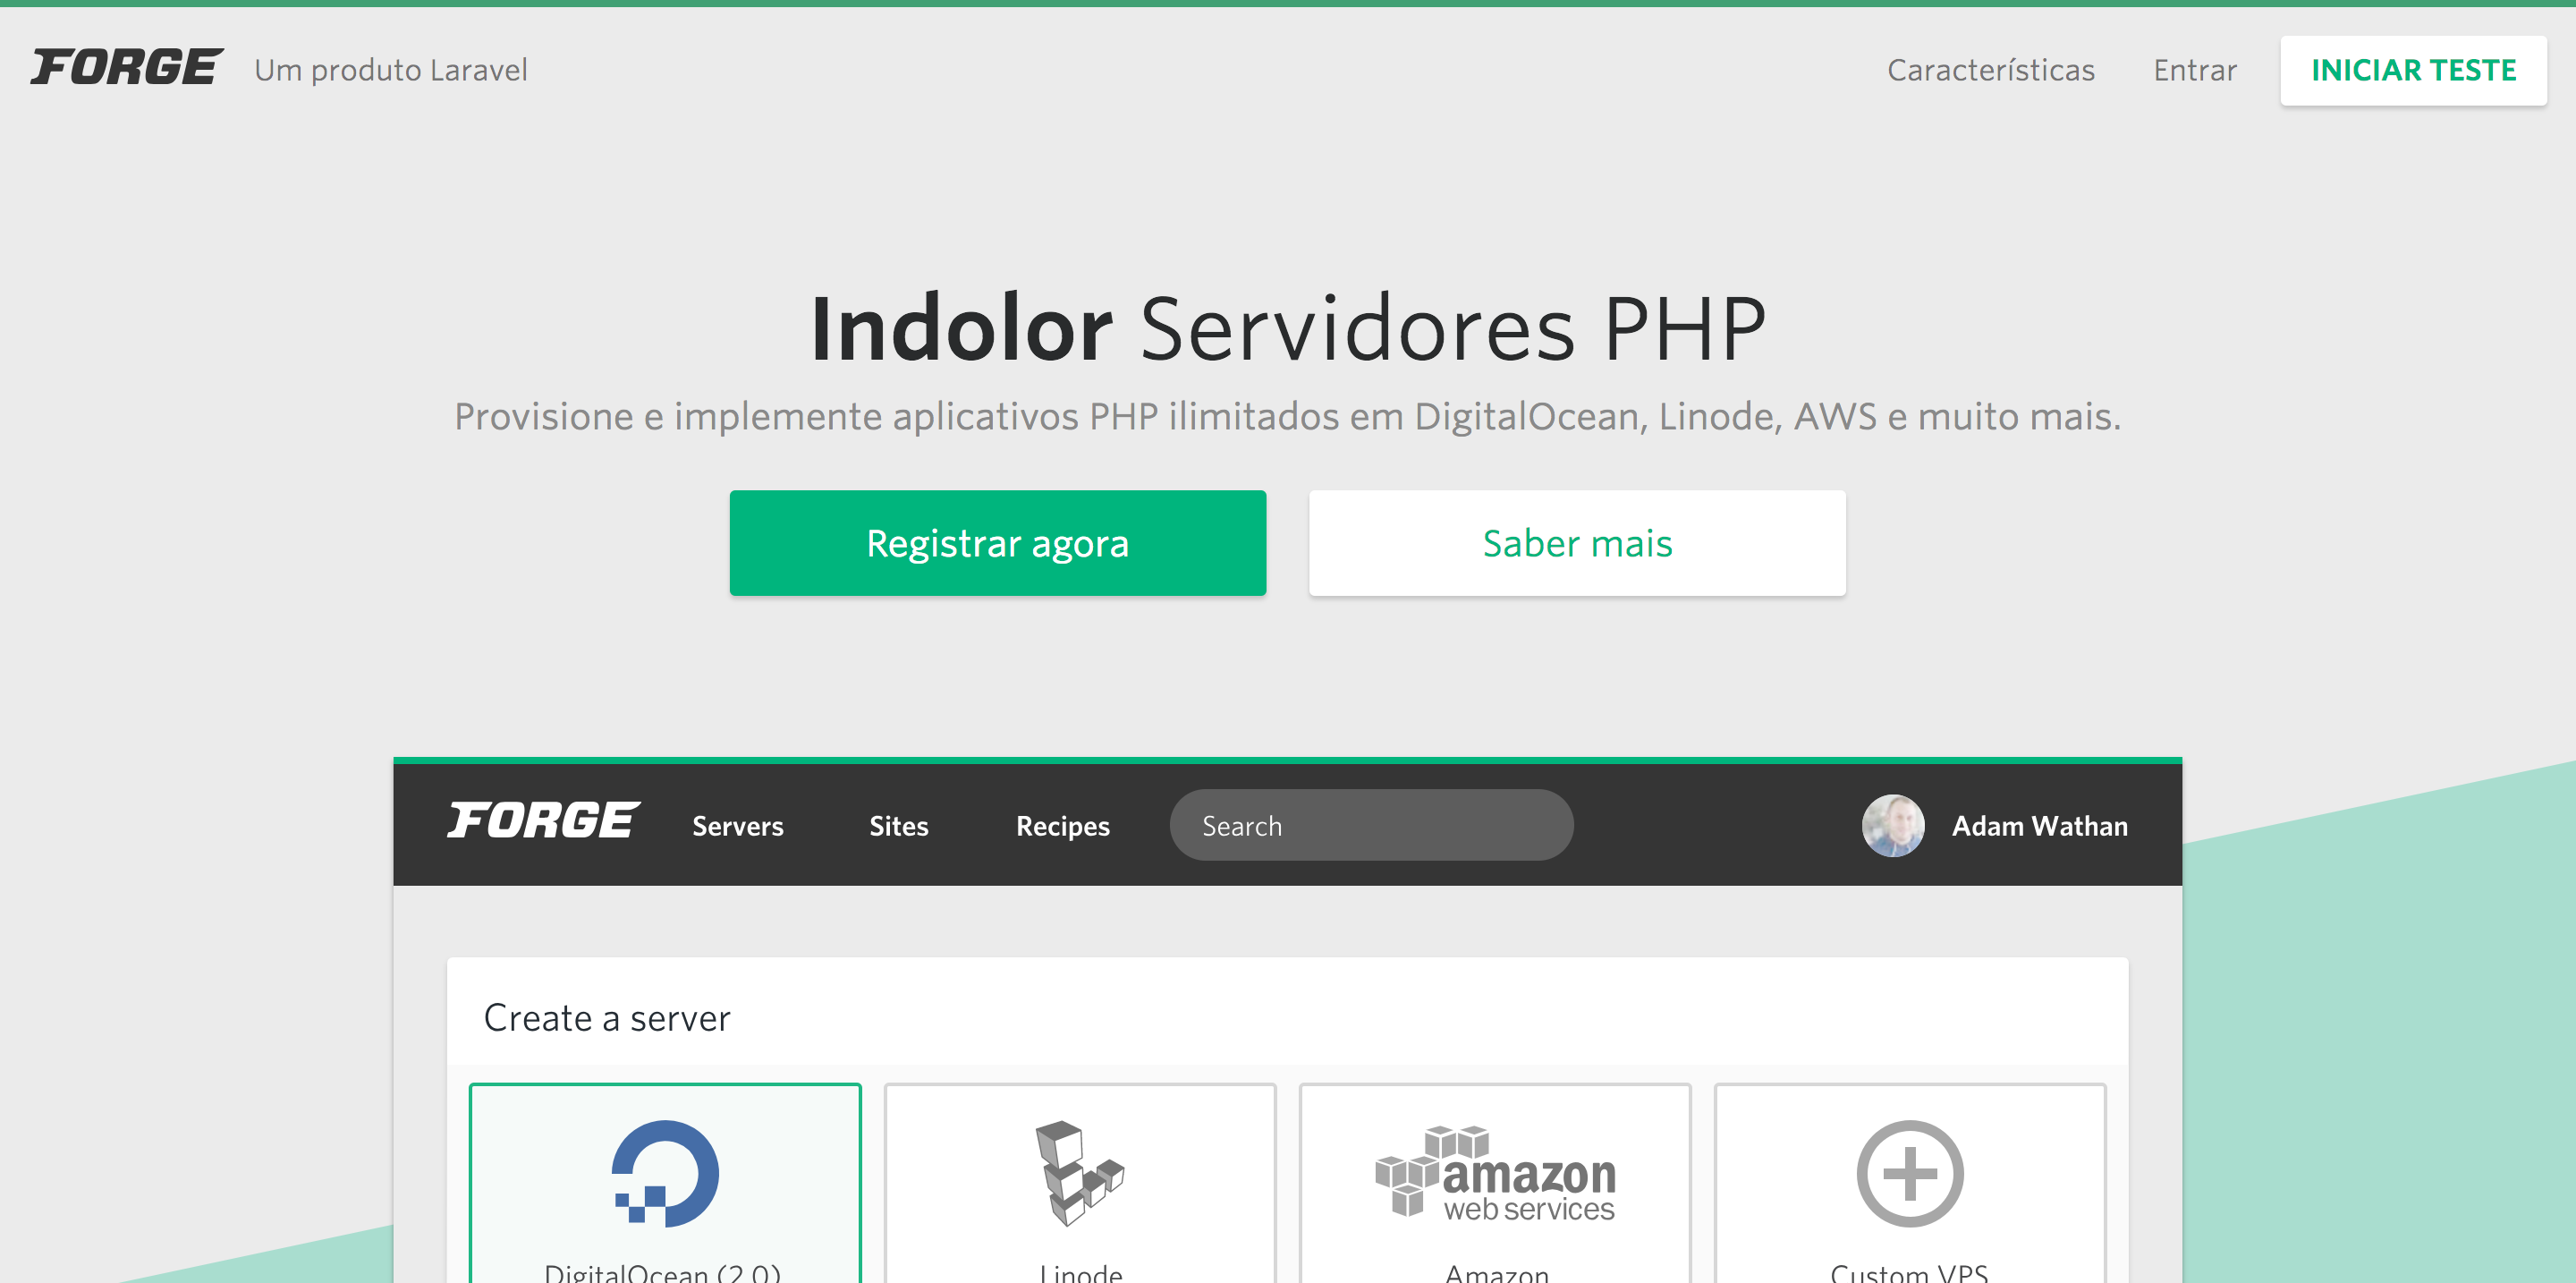 FORGE Um produto Laravel Características Entrar INICIAR TESTE
Indolor Servidores PHP
Provisione e implemente aplicativos PHP ilimitados em DigitalOcean, Linode, AWS e muito mais.
Registrar agora Saber mais
FORGE Servers Sites Recipes Search Adam Wathan
Create a server
amazon
web services
DigitalOcean (2.0) Linode Amazon Custom VPS